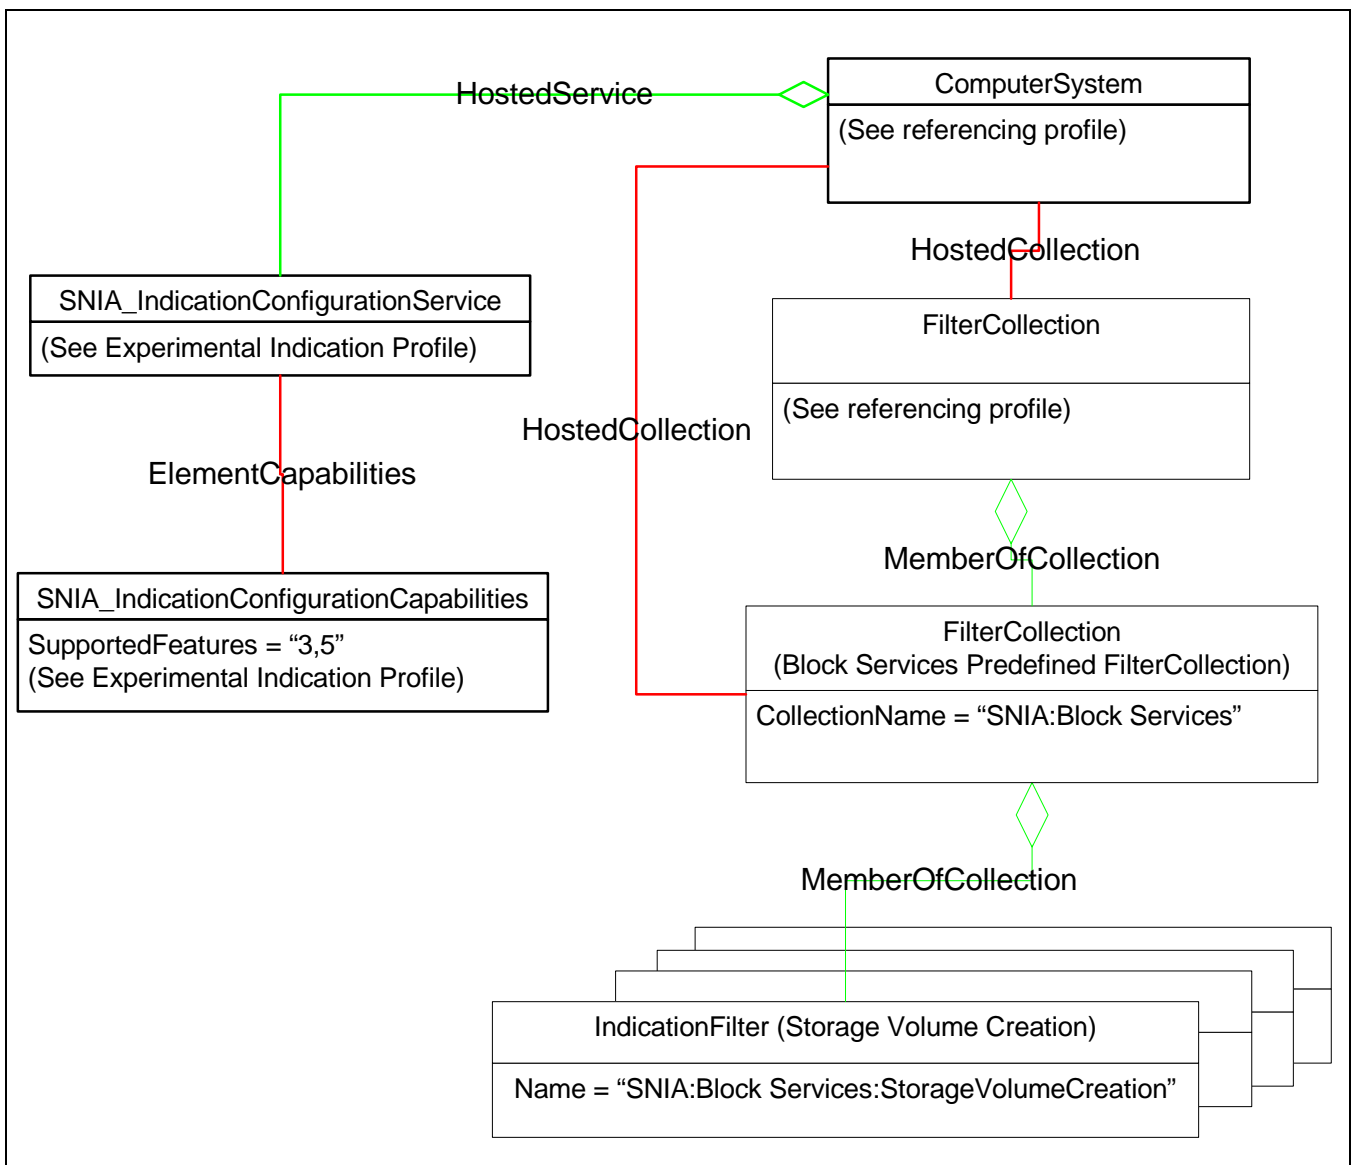 HostedService
ComputerSystem
(See referencing profile)
HostedCollection
SNIA_IndicationConfigurationService
(See Experimental Indication Profile)
FilterCollection
(See referencing profile)
HostedCollection
ElementCapabilities
MemberOfCollection
SNIA_IndicationConfigurationCapabilities
SupportedFeatures = “3,5”
(See Experimental Indication Profile)
FilterCollection
(Block Services Predefined FilterCollection)
CollectionName = “SNIA:Block Services”
MemberOfCollection
IndicationFilter (Storage Volume Creation)
Name = “SNIA:Block Services:StorageVolumeCreation”